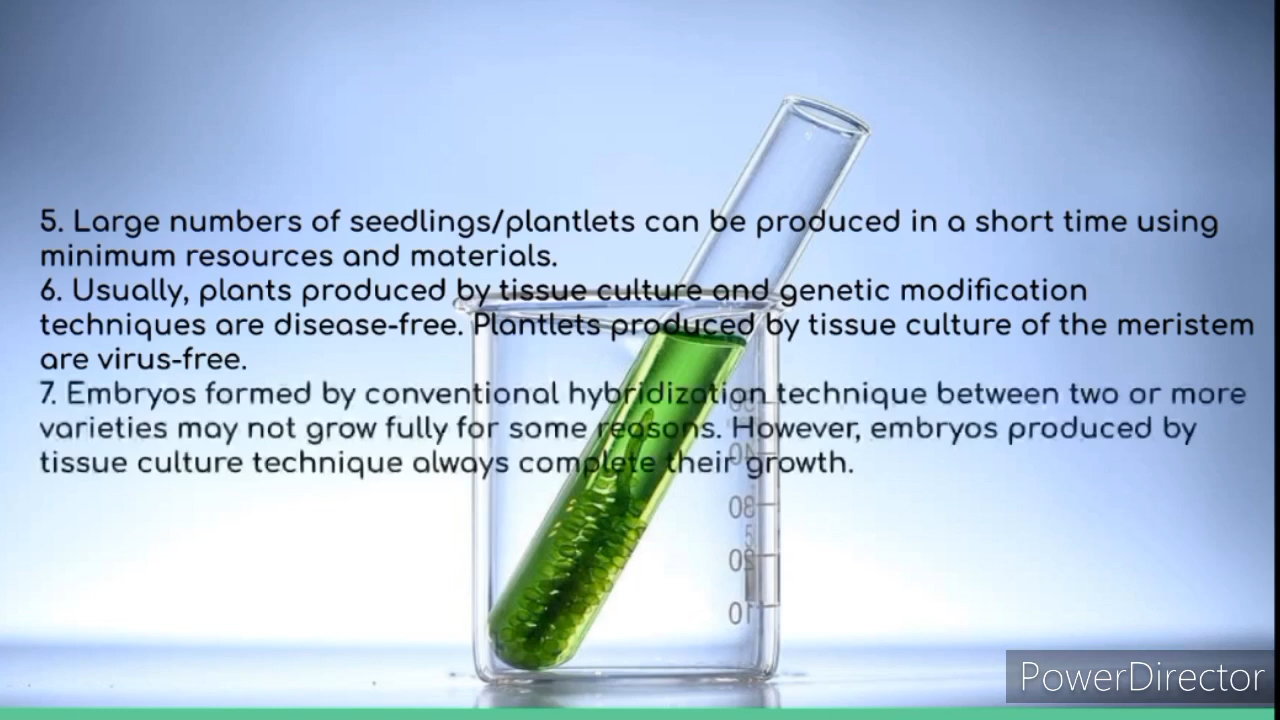 5. Large numbers of seedlings/plantlets can be produced in a short time using
minimum resources and materials.
6. Usually, plants produced by tissue culture and genetic modification
techniques are disease-free. Plantlets produced by tissue culture of the meristem
are virus-free.
7. Embryos formed by conventional hybridization technique between two or more
varieties may not grow fully for some reasons. However, embryos produced by
tissue culture technique always complete their growth.
PowerDirector